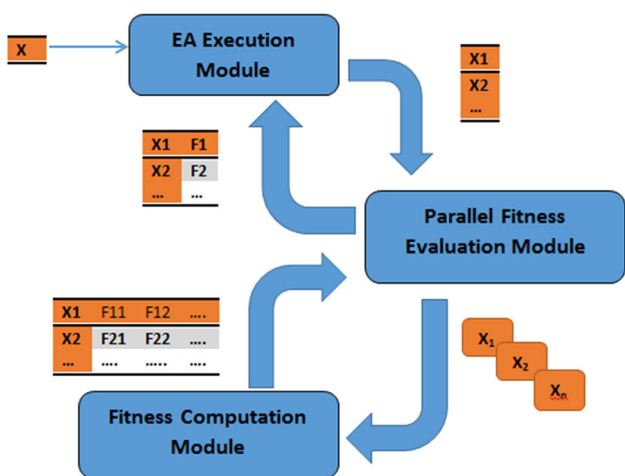 X
EA Execution
Module
X1
X2
...
X1 F1
X2 F2
... ...
Parallel Fitness
Evaluation Module
X1 F11 F12 ....
X2 F21 F22 ....
... .... ..... ....
X1
X2
Xn
Fitness Computation
Module